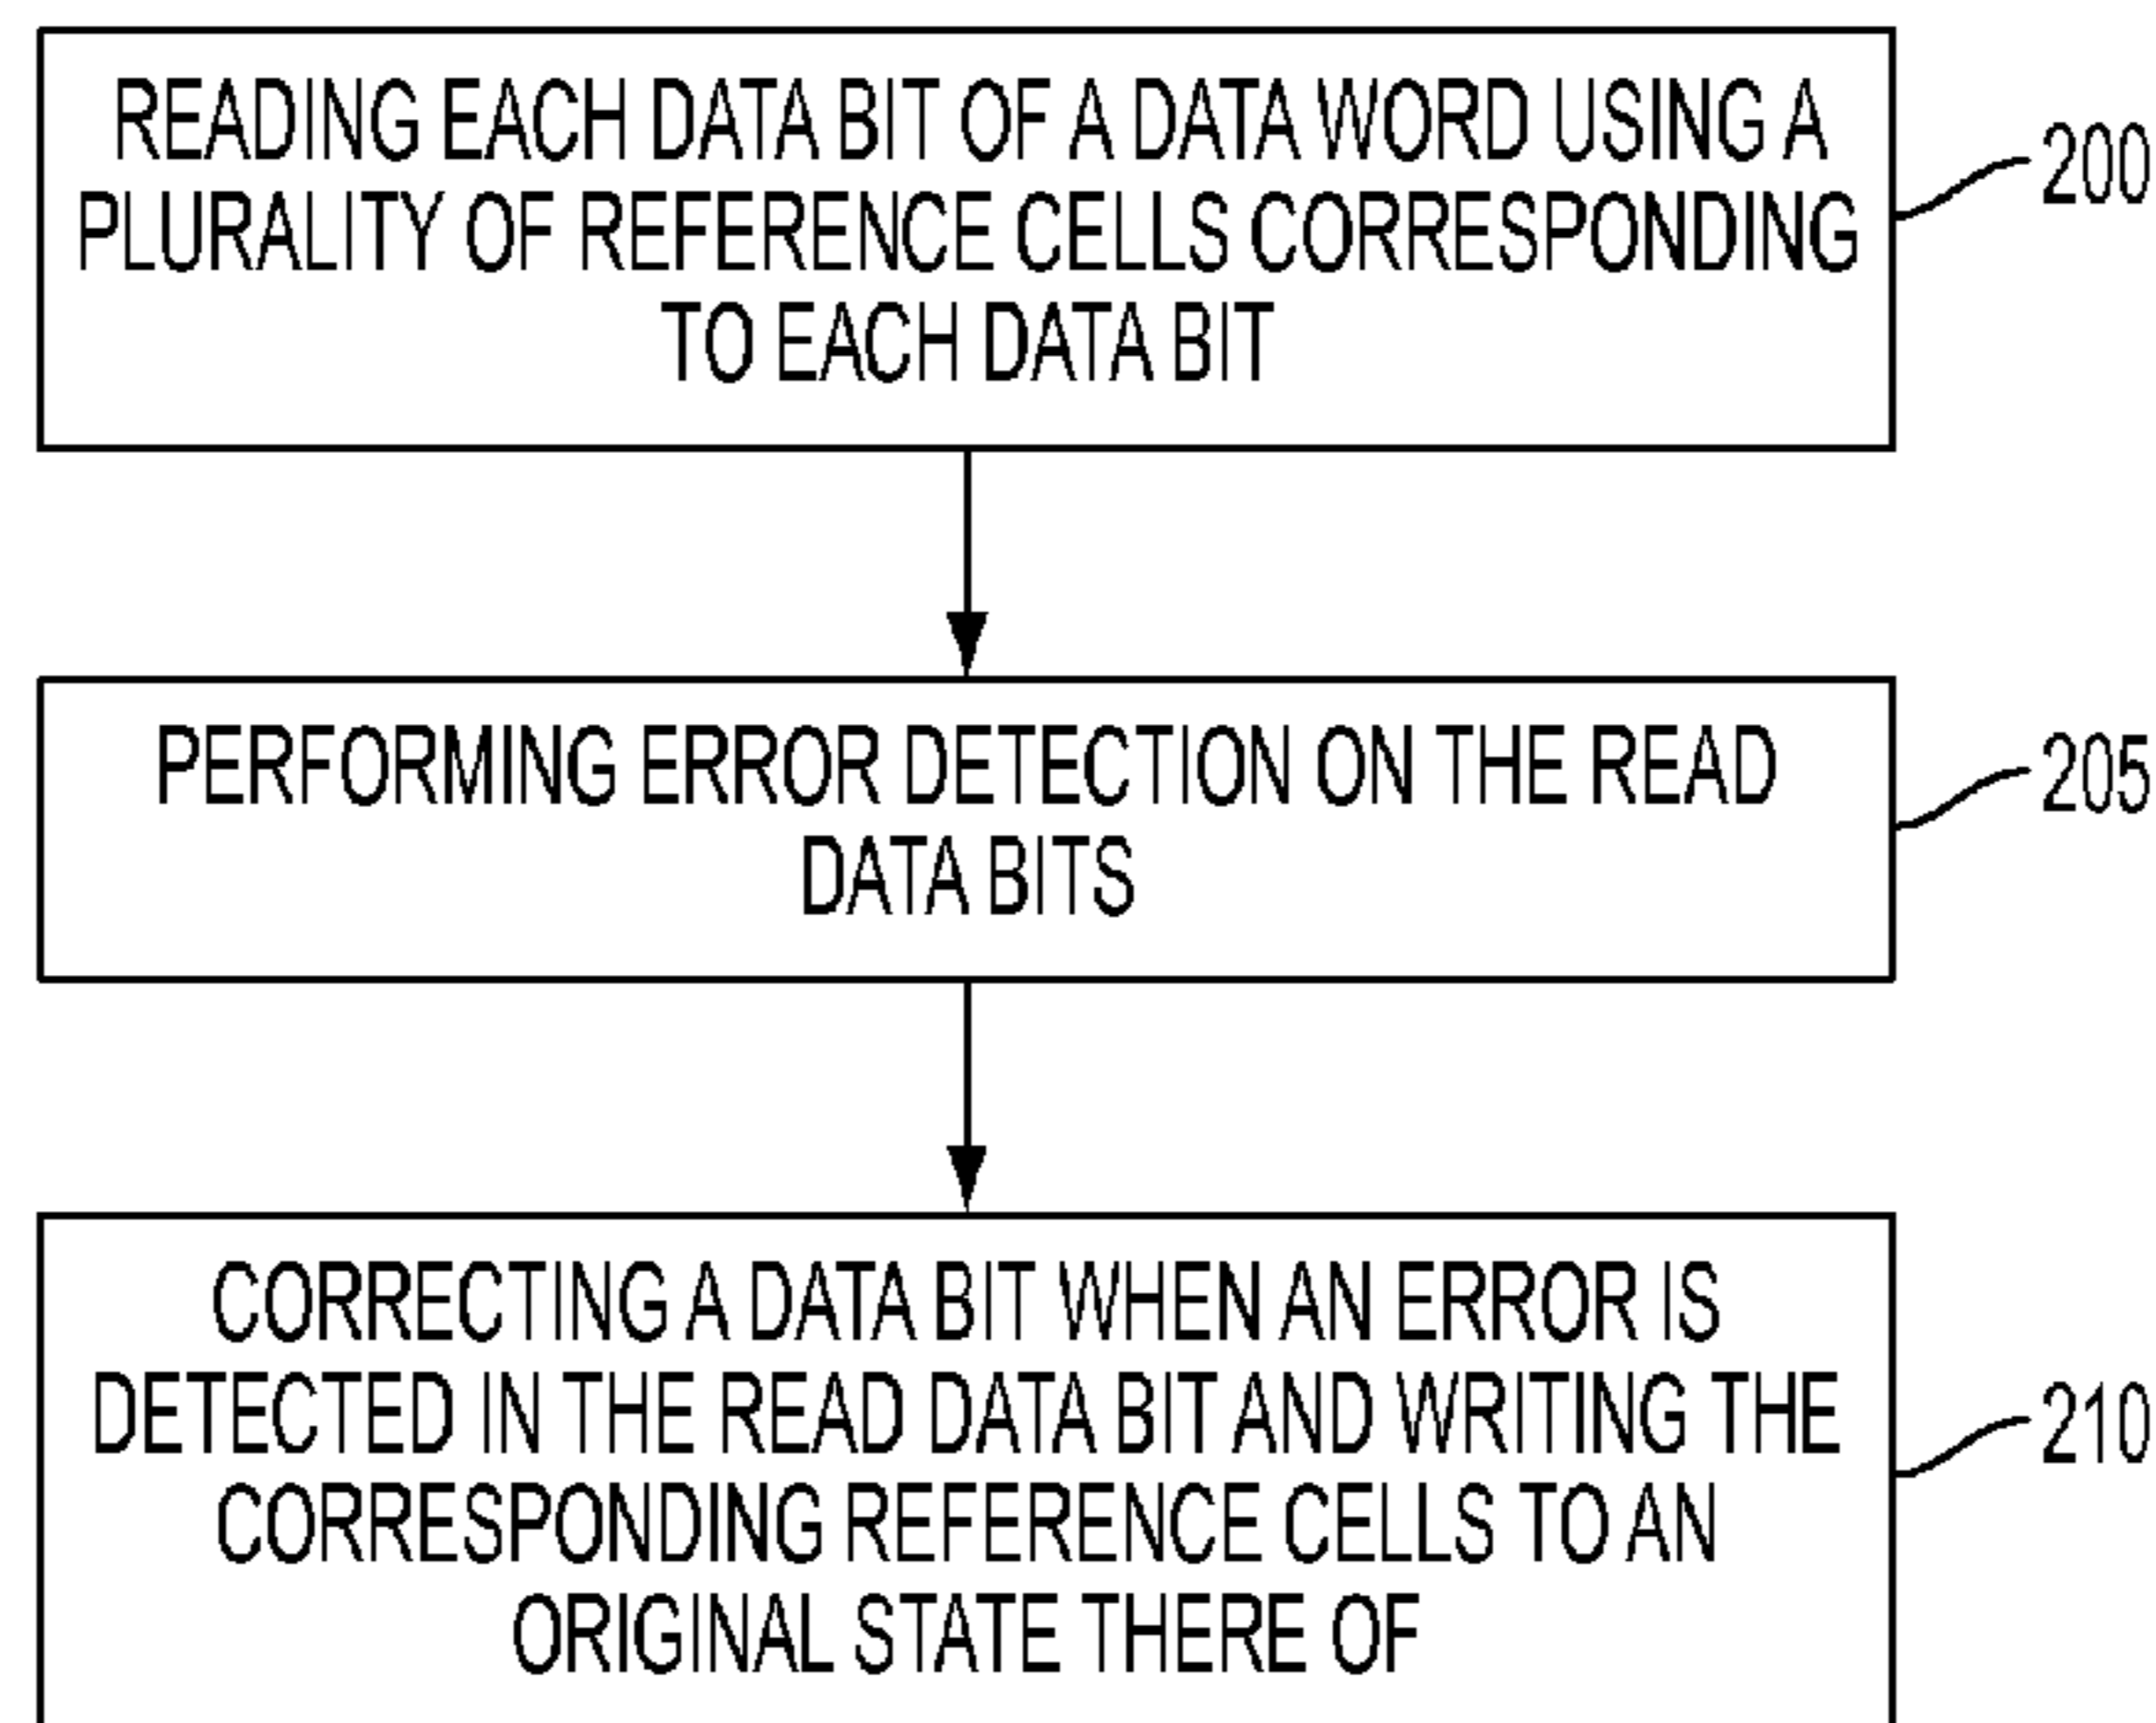 READING EACH DATA BIT OF A DATA WORD USING A
PLURALITY OF REFERENCE CELLS CORRESPONDING
TO EACH DATA BIT
200
PERFORMING ERROR DETECTION ON THE READ
DATA BITS
205
CORRECTING A DATA BIT WHEN AN ERROR IS
DETECTED IN THE READ DATA BIT AND WRITING THE
CORRESPONDING REFERENCE CELLS TO AN
ORIGINAL STATE THERE OF
210